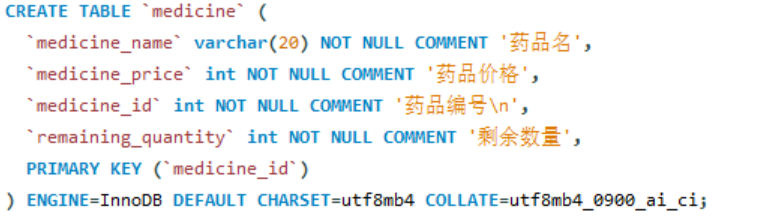 CREATE TABLE `medicine` (
  `medicine_name` varchar(20) NOT NULL COMMENT '药品名',
  `medicine_price` int NOT NULL COMMENT '药品价格',
  `medicine_id` int NOT NULL COMMENT '药品编号\n',
  `remaining_quantity` int NOT NULL COMMENT '剩余数量',
  PRIMARY KEY (`medicine_id`)
) ENGINE=InnoDB DEFAULT CHARSET=utf8mb4 COLLATE=utf8mb4_0900_ai_ci;